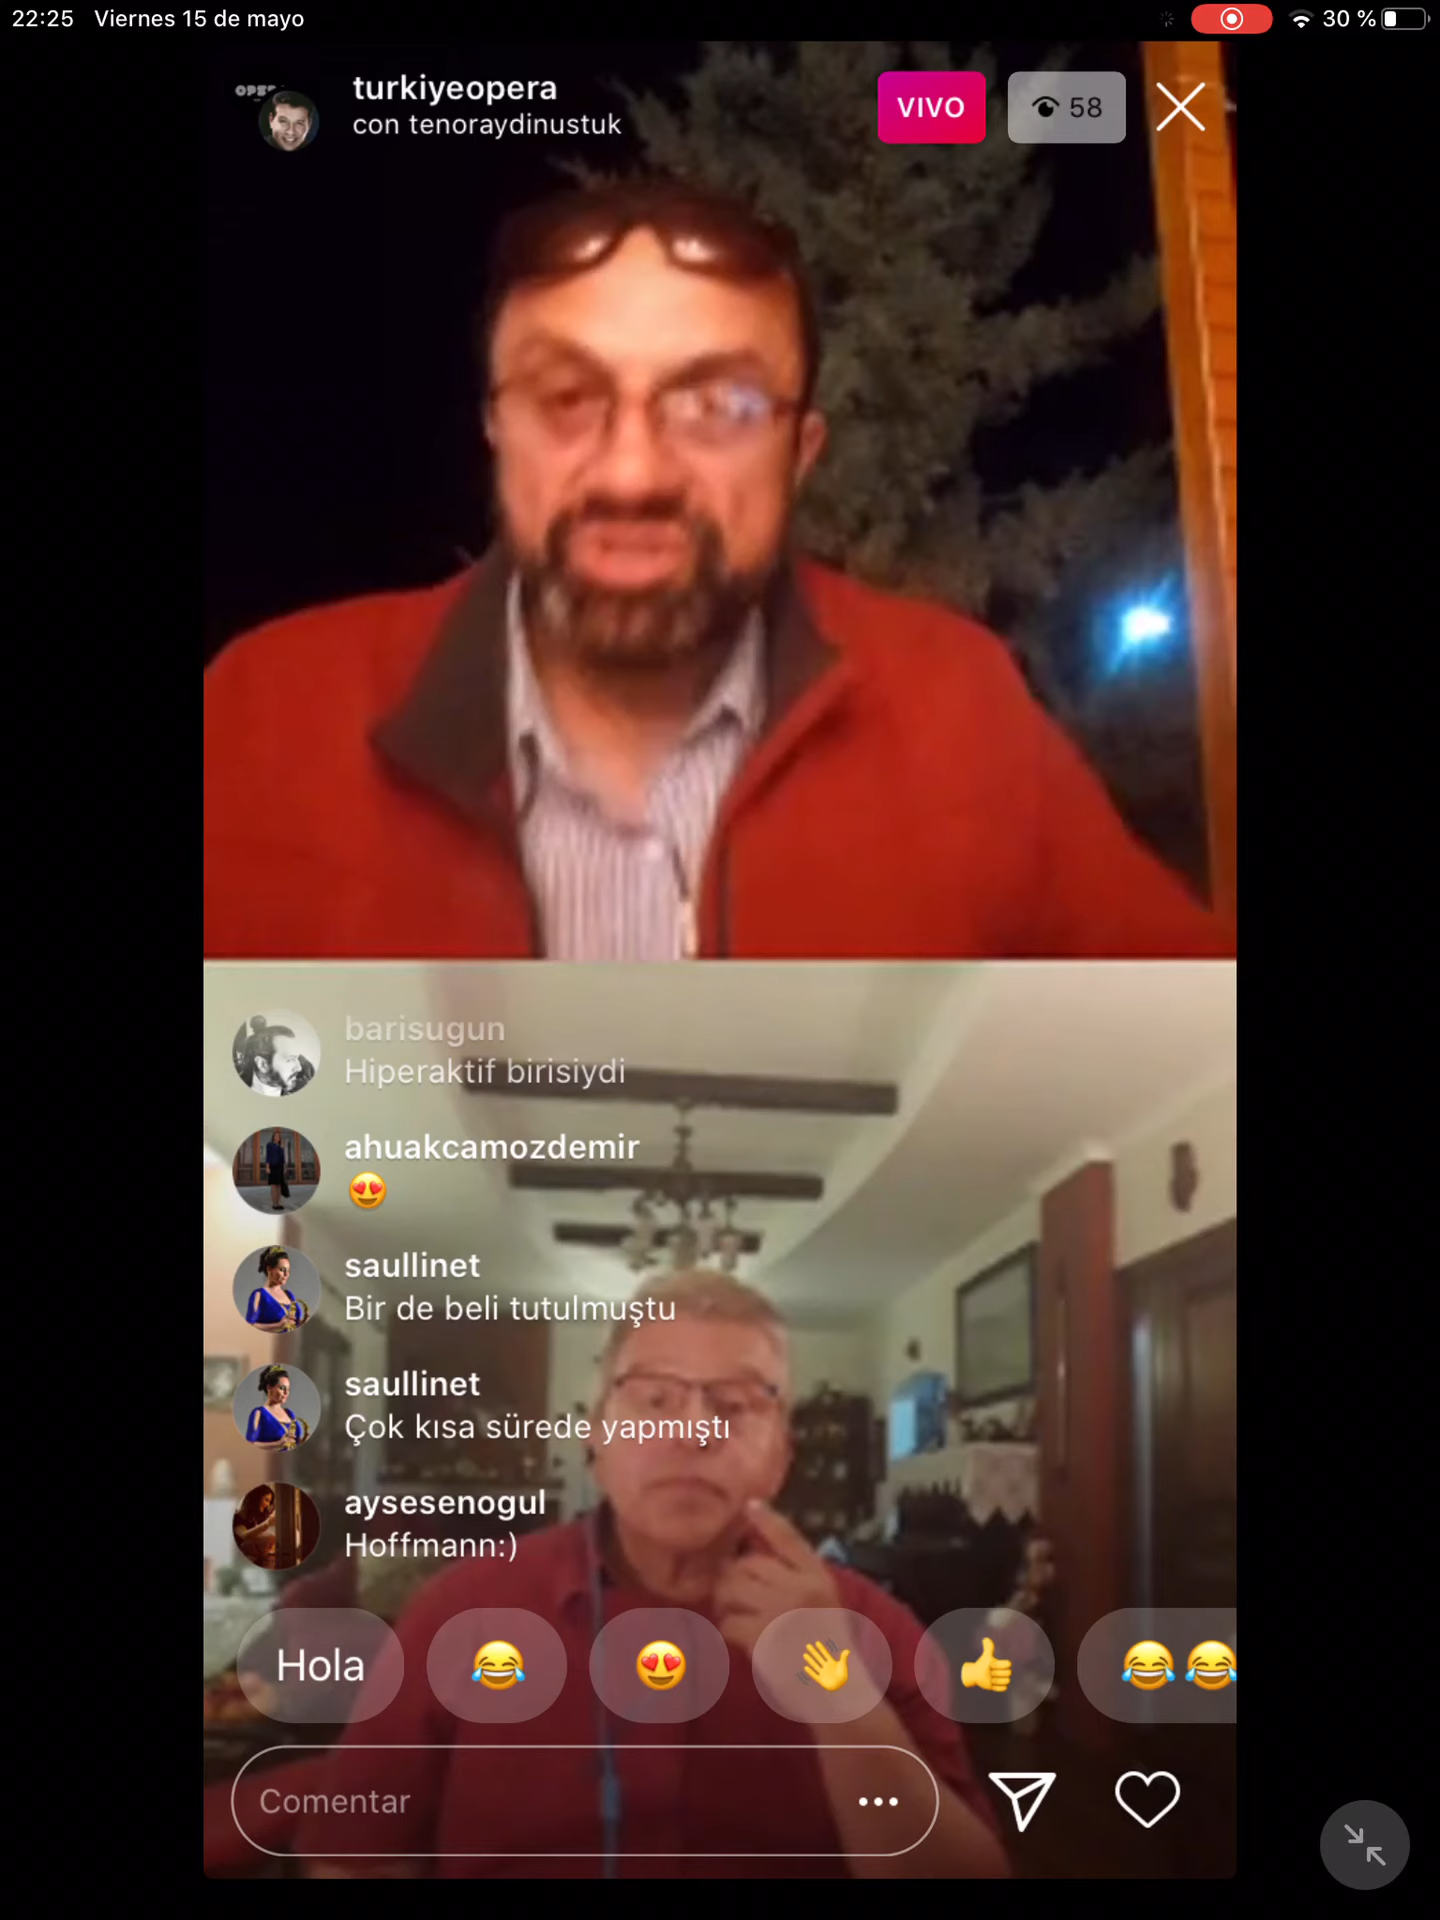 22:25 Viernes 15 de mayo
30 %
turkiyeopera
con tenoraydinustuk
VIVO
58
barisugun
Hiperaktif birisiydi
ahuakcamozdemir
😍
saullinet
Bir de beli tutulmuştu
saullinet
Çok kısa sürede yapmıştı
aysesenogul
Hoffmann:)
Hola
Comentar